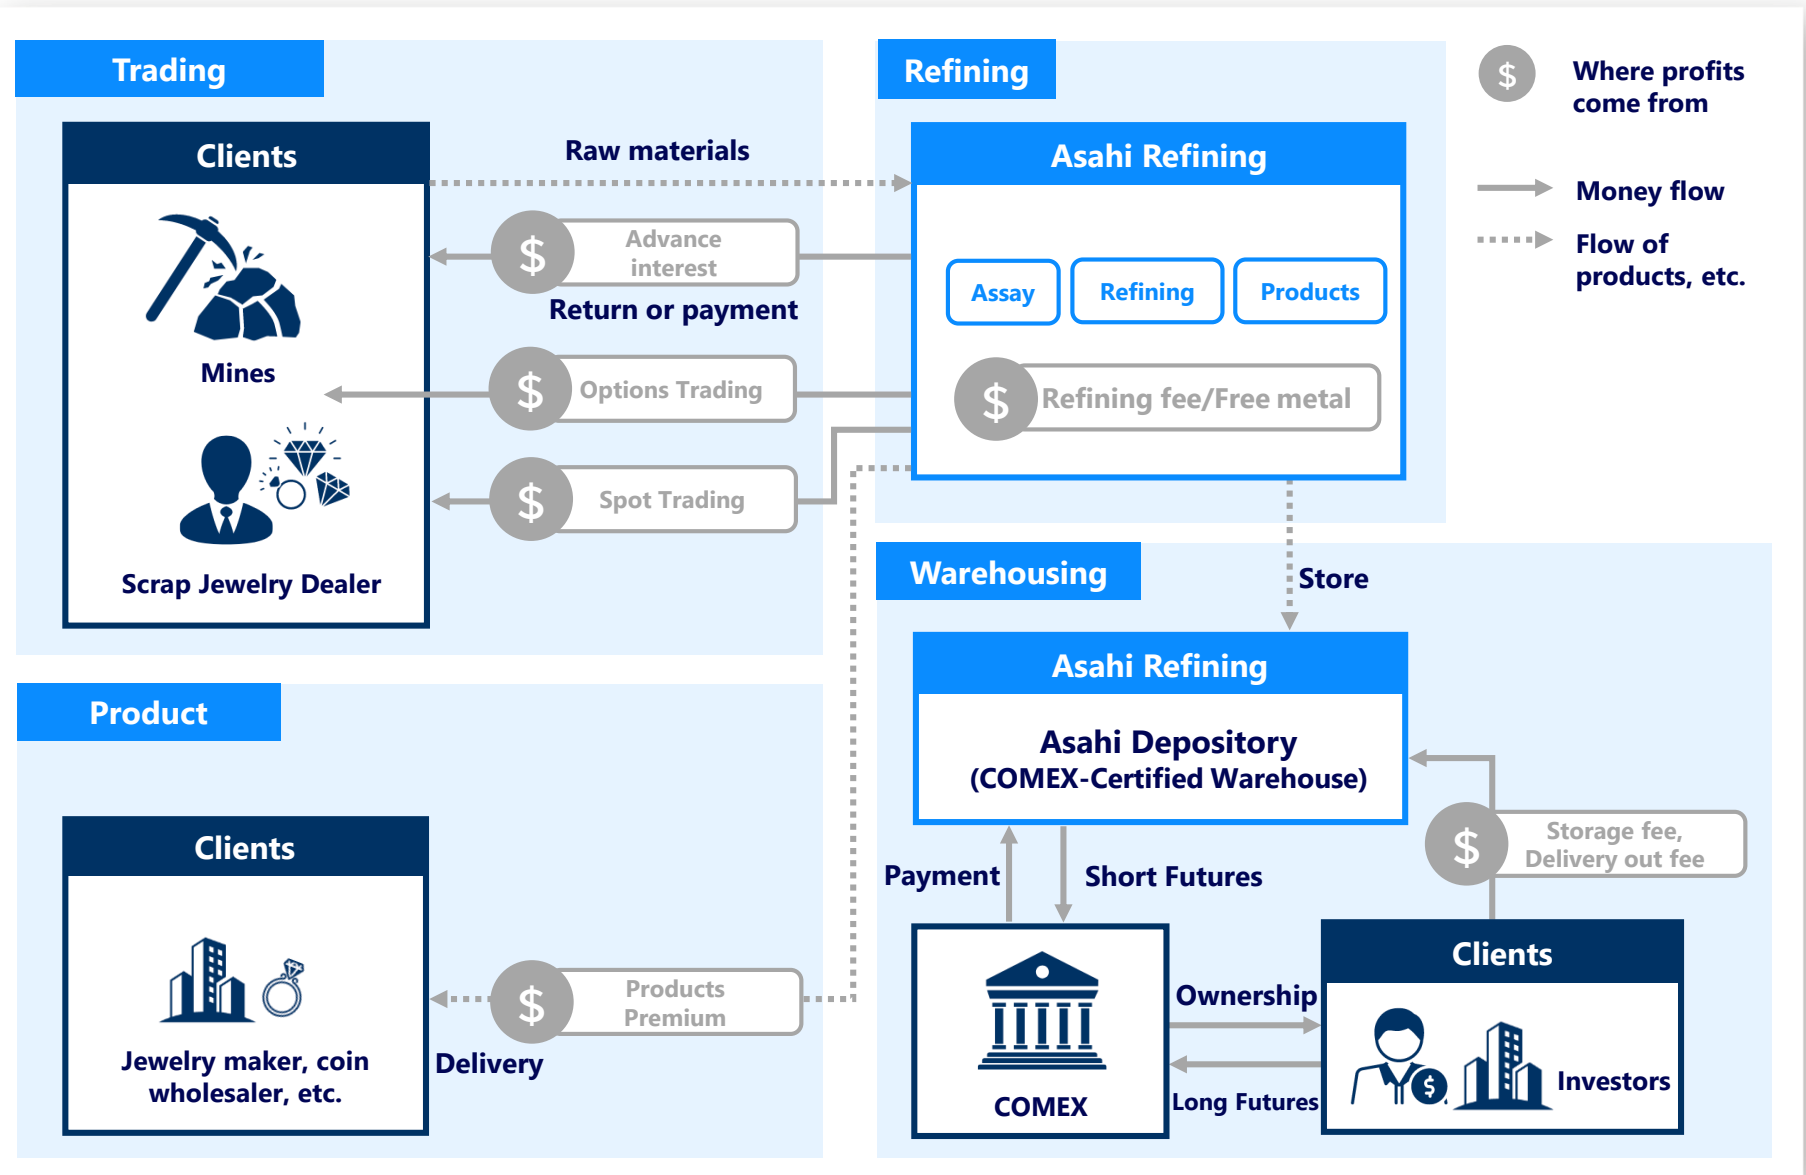 Trading
Clients
Mines
Scrap Jewelry Dealer
Raw materials
$
Advance
interest
Return or payment
$
Options Trading
$
Spot Trading
Refining
Asahi Refining
Assay
Refining
Products
$
Refining fee/Free metal
$
Where profits
come from
Money flow
Flow of
products, etc.
Product
Clients
Jewelry maker, coin
wholesaler, etc.
$
Products
Premium
Delivery
Warehousing
Store
Asahi Refining
Asahi Depository
(COMEX-Certified Warehouse)
Payment
Short Futures
$
Storage fee,
Delivery out fee
COMEX
Ownership
Long Futures
Clients
$
Investors